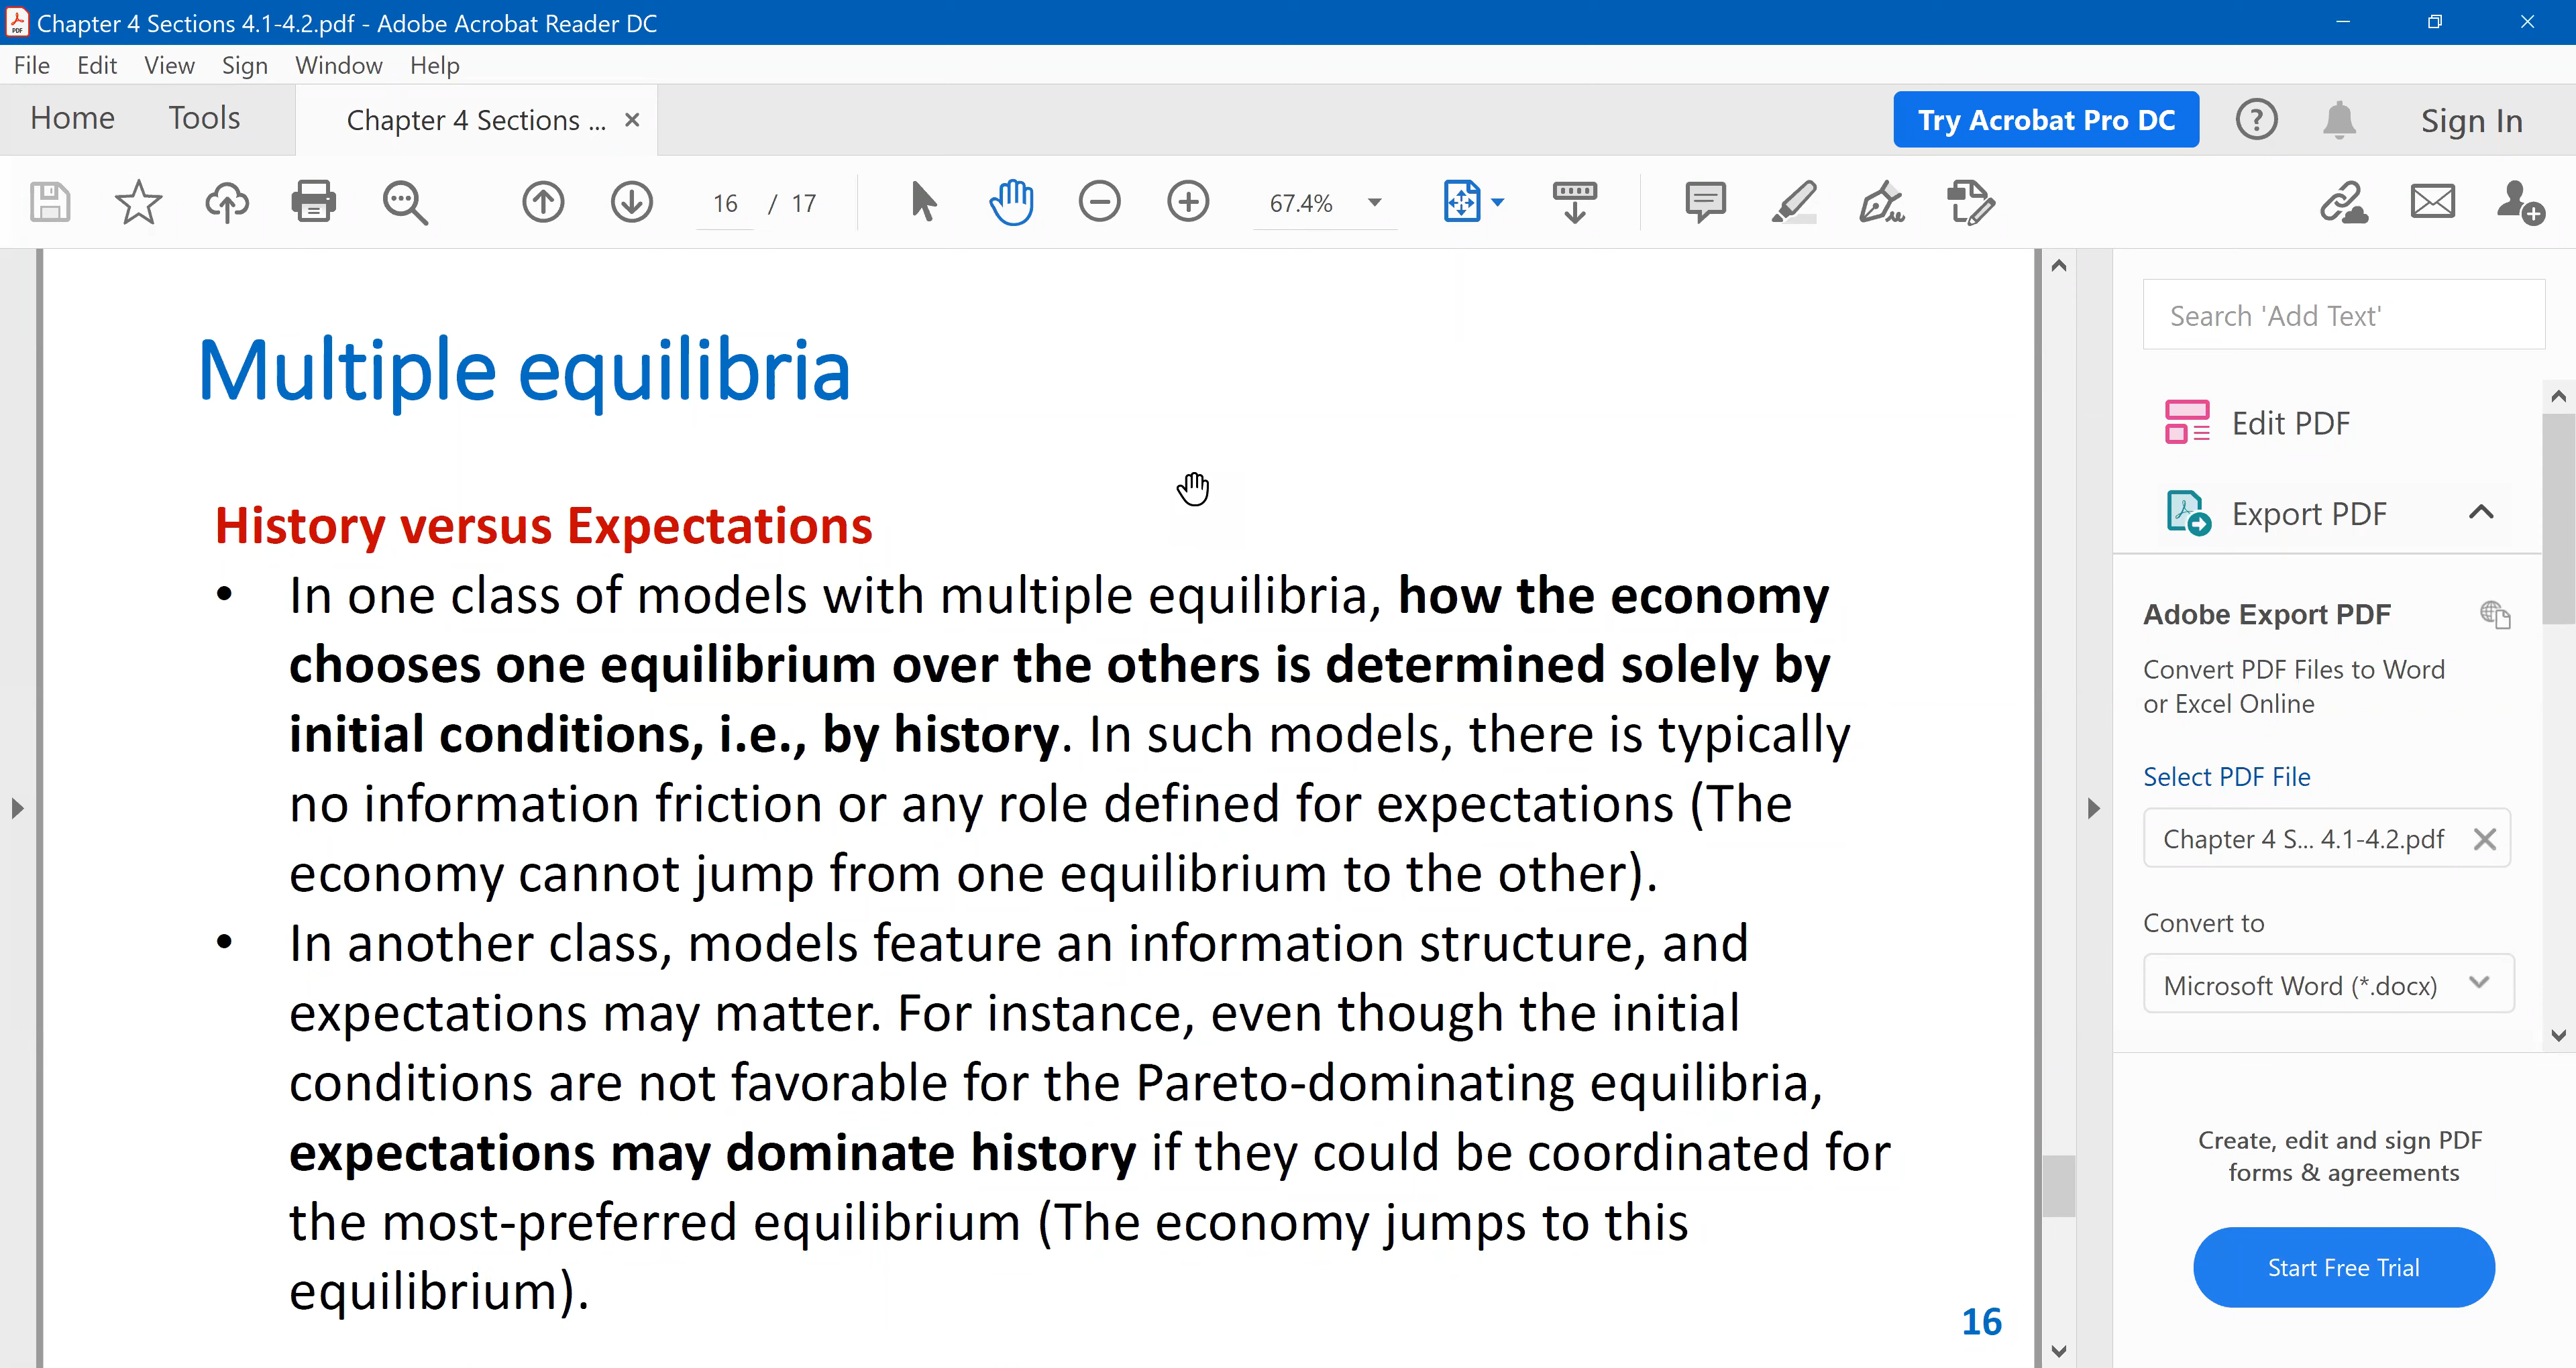 Chapter 4 Sections 4.1-4.2.pdf - Adobe Acrobat Reader DC
File Edit View Sign Window Help
Home Tools Chapter 4 Sections ... Try Acrobat Pro DC Sign In
16 / 17 67.4%
Multiple equilibria
History versus Expectations
• In one class of models with multiple equilibria, how the economy
chooses one equilibrium over the others is determined solely by
initial conditions, i.e., by history. In such models, there is typically
no information friction or any role defined for expectations (The
economy cannot jump from one equilibrium to the other).
• In another class, models feature an information structure, and
expectations may matter. For instance, even though the initial
conditions are not favorable for the Pareto-dominating equilibria,
expectations may dominate history if they could be coordinated for
the most-preferred equilibrium (The economy jumps to this
equilibrium).
16
Search 'Add Text'
Edit PDF
Export PDF
Adobe Export PDF
Convert PDF Files to Word
or Excel Online
Select PDF File
Chapter 4 S... 4.1-4.2.pdf
Convert to
Microsoft Word (*.docx)
Create, edit and sign PDF
forms & agreements
Start Free Trial